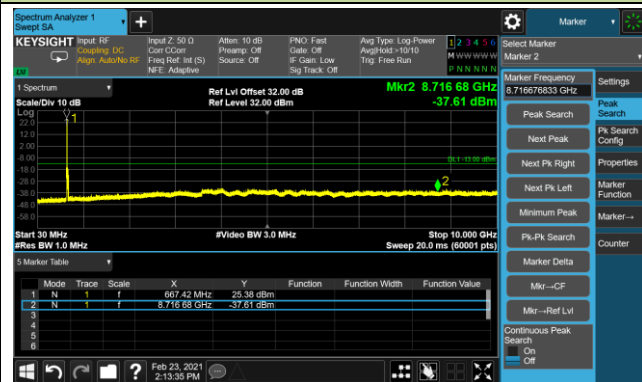 Spectrum Analyzer 1
Swept SA
Marker
KEYSIGHT
Input: RF
Coupling: DC
Align: Auto/No RF
Input Z: 50 Ω
Corr CCorr
Freq Ref: Int (S)
NFE: Adaptive
Atten: 10 dB
Preamp: Off
Source: Off
PNO: Fast
Gate: Off
IF Gain: Low
Sig Track: Off
Avg Type: Log-Power
Avg|Hold:>10/10
Trig: Free Run
1 2 3 4 5 6
M W W W W W
P N N N N N
LXI
1 Spectrum
Scale/Div 10 dB
Log
Ref Lvl Offset 32.00 dB
Ref Level 32.00 dBm
Mkr2 8.716 68 GHz
-37.61 dBm
22.0
12.0
2.00
-8.00
-18.0
-28.0
-38.0
-48.0
-58.0
1
DL1 -13.00 dBm
2
Start 30 MHz
#Res BW 1.0 MHz
#Video BW 3.0 MHz
Stop 10.000 GHz
Sweep 20.0 ms (60001 pts)
5 Marker Table
Mode Trace Scale X Y Function Function Width Function Value
1 N 1 f 667.42 MHz 25.38 dBm
2 N 1 f 8.716 68 GHz -37.61 dBm
3
4
5
6
Feb 23, 2021
2:13:35 PM
Select Marker
Marker 2
Marker Frequency
8.716676833 GHz
Peak Search
Next Peak
Next Pk Right
Next Pk Left
Minimum Peak
Pk-Pk Search
Marker Delta
Mkr→CF
Mkr→Ref Lvl
Continuous Peak
Search
On
Off
Settings
Peak
Search
Pk Search
Config
Properties
Marker
Function
Marker→
Counter